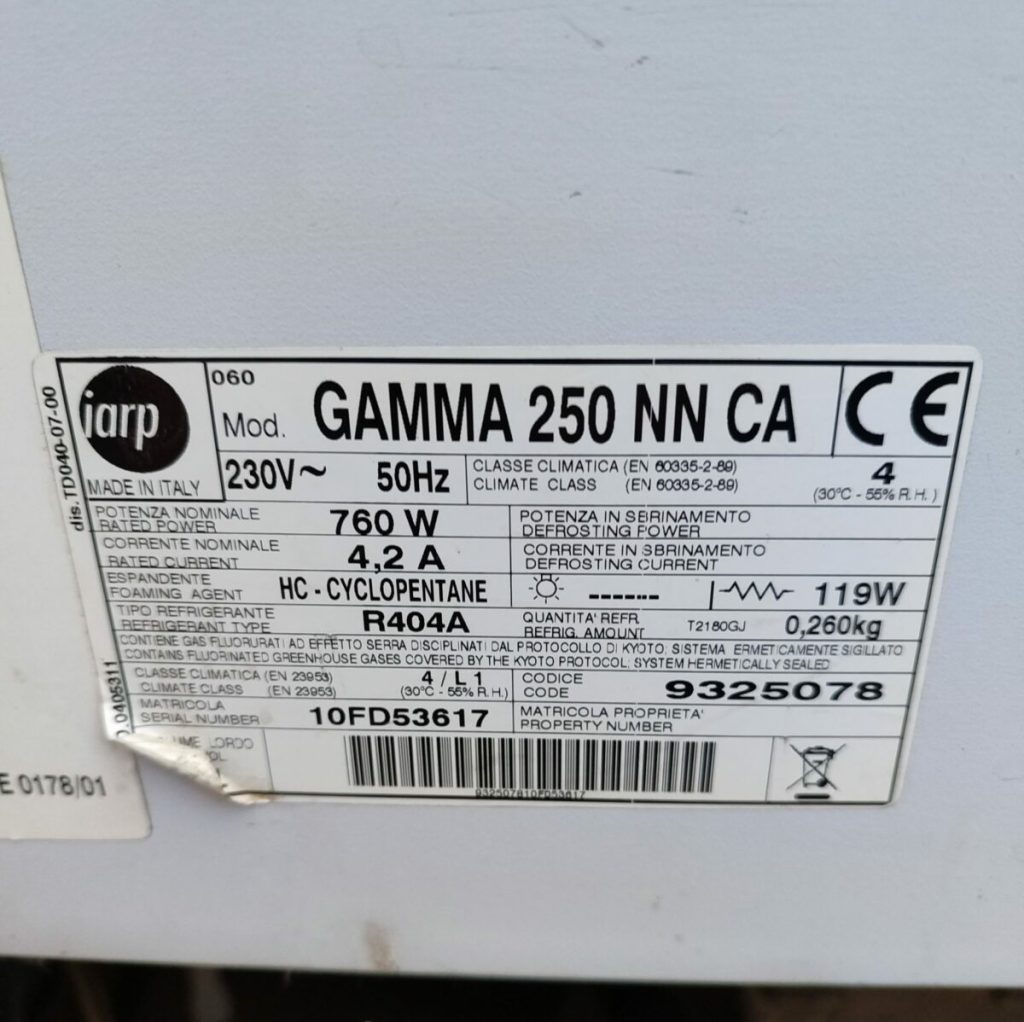 iarp
MADE IN ITALY
dis. TD040-07-00
060
Mod. GAMMA 250 NN CA
CE
230V~ 50Hz
CLASSE CLIMATICA (EN 60335-2-89)
CLIMATE CLASS (EN 60335-2-89)
4
(30°C - 55% R.H.)
POTENZA NOMINALE
RATED POWER
760 W
POTENZA IN SBRINAMENTO
DEFROSTING POWER
CORRENTE NOMINALE
RATED CURRENT
4,2 A
CORRENTE IN SBRINAMENTO
DEFROSTING CURRENT
ESPANDENTE
FOAMING AGENT
HC - CYCLOPENTANE
------
119W
TIPO REFRIGERANTE
REFRIGERANT TYPE
R404A
QUANTITA' REFR.
REFRIG. AMOUNT
T2180GJ
0,260kg
CONTIENE GAS FLUORURATI AD EFFETTO SERRA DISCIPLINATI DAL PROTOCOLLO DI KYOTO; SISTEMA ERMETICAMENTE SIGILLATO
CONTAINS FLUORINATED GREENHOUSE GASES COVERED BY THE KYOTO PROTOCOL; SYSTEM HERMETICALLY SEALED
CLASSE CLIMATICA (EN 23953)
CLIMATE CLASS (EN 23953)
4 / L1
(30°C - 55% R.H.)
CODICE
CODE
9325078
MATRICOLA
SERIAL NUMBER
10FD53617
MATRICOLA PROPRIETA'
PROPERTY NUMBER
LORDO
932507810FD53617
0405311
E 0178/01